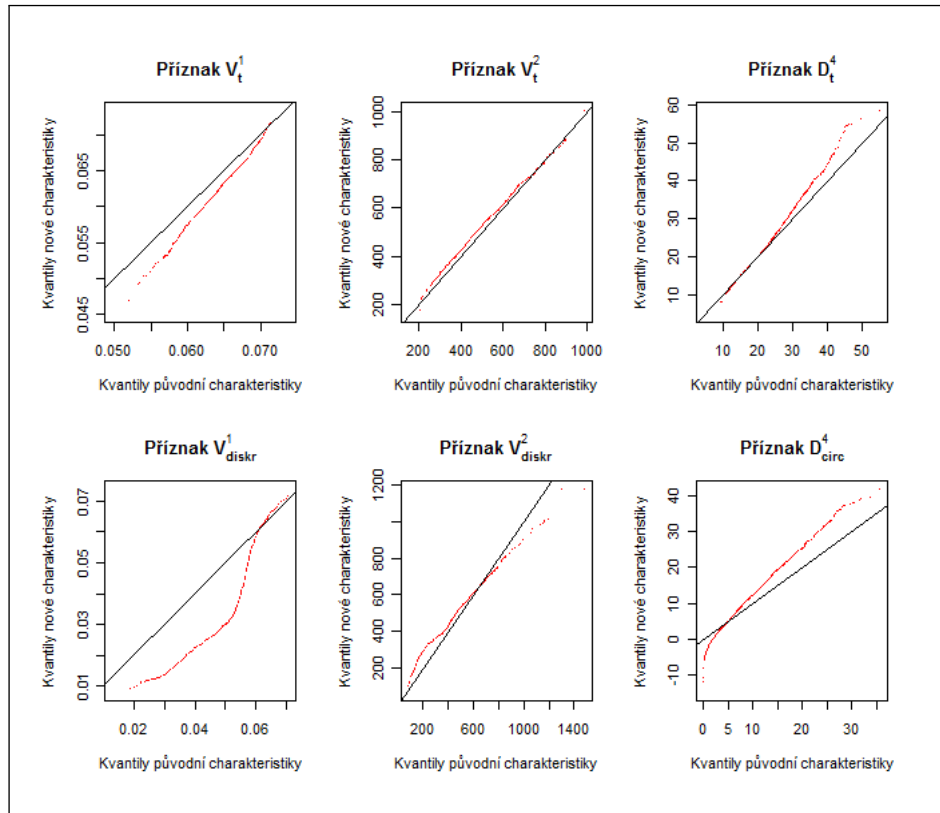 Příznak V_t^1
Kvantily nové charakteristiky
0.045 0.055 0.065
0.050 0.060 0.070
Kvantily původní charakteristiky
Příznak V_t^2
Kvantily nové charakteristiky
200 400 600 800 1000
200 400 600 800 1000
Kvantily původní charakteristiky
Příznak D_t^4
Kvantily nové charakteristiky
10 20 30 40 50 60
10 20 30 40 50
Kvantily původní charakteristiky
Příznak V_diskr^1
Kvantily nové charakteristiky
0.01 0.03 0.05 0.07
0.02 0.04 0.06
Kvantily původní charakteristiky
Příznak V_diskr^2
Kvantily nové charakteristiky
200 400 600 800 1200
200 600 1000 1400
Kvantily původní charakteristiky
Příznak D_circ^4
Kvantily nové charakteristiky
-10 0 10 20 30 40
0 5 10 20 30
Kvantily původní charakteristiky